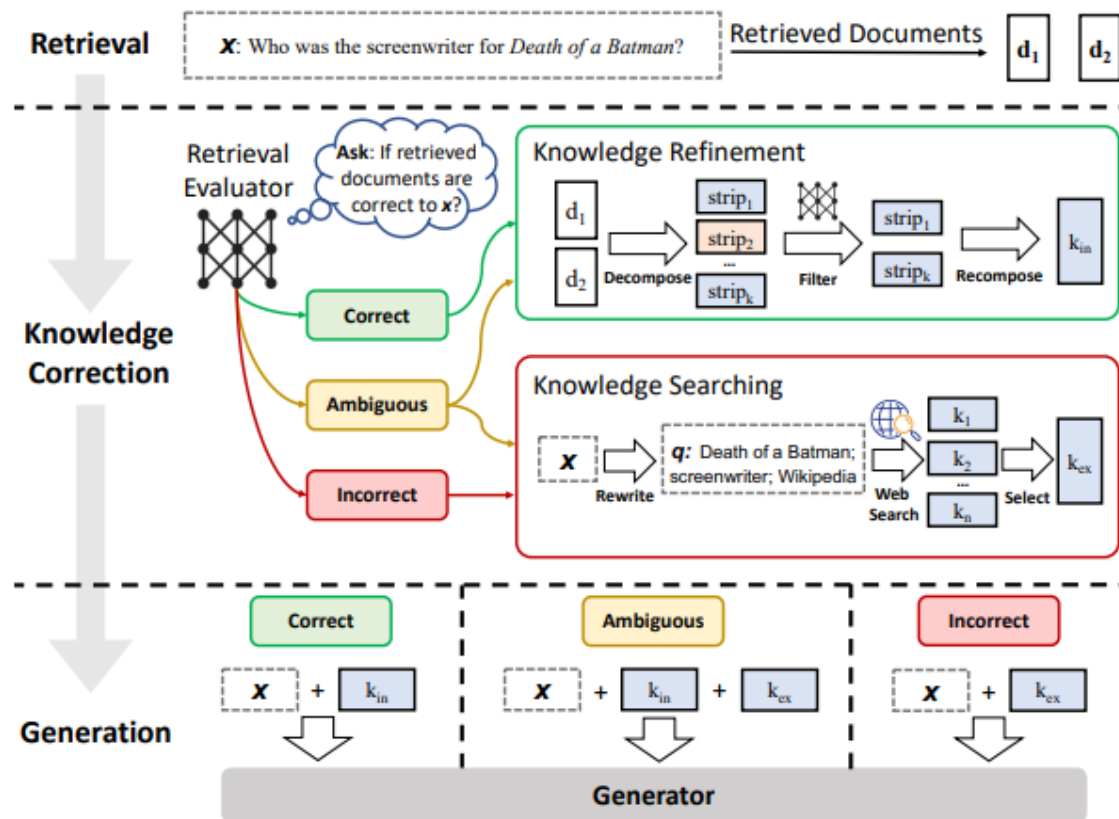 Retrieval
x: Who was the screenwriter for Death of a Batman?
Retrieved Documents
d1
d2
Knowledge
Correction
Retrieval
Evaluator
Ask: If retrieved
documents are
correct to x?
Correct
Ambiguous
Incorrect
Knowledge Refinement
d1
d2
Decompose
strip1
strip2
...
stripk
Filter
strip1
stripk
Recompose
kin
Knowledge Searching
x
Rewrite
q: Death of a Batman;
screenwriter; Wikipedia
Web
Search
k1
k2
...
kn
Select
kex
Generation
Correct
x + kin
Ambiguous
x + kin + kex
Incorrect
x + kex
Generator